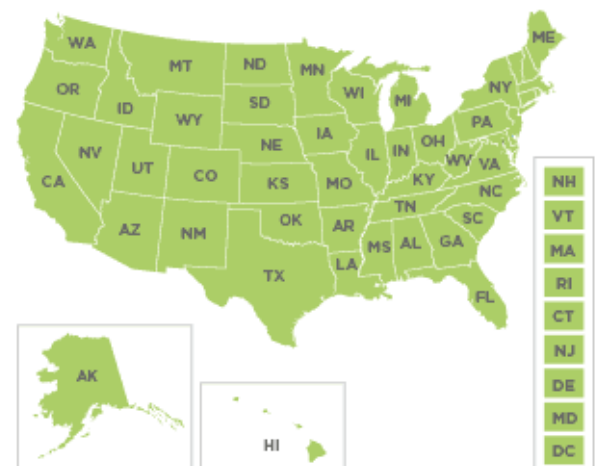 WA
MT
ND
MN
ME
OR
ID
SD
WI
MI
NY
WY
IA
PA
NV
UT
CO
NE
IL
IN
OH
WV
VA
CA
KS
MO
KY
NC
AZ
NM
OK
AR
TN
SC
TX
LA
MS
AL
GA
FL
AK
HI
NH
VT
MA
RI
CT
NJ
DE
MD
DC